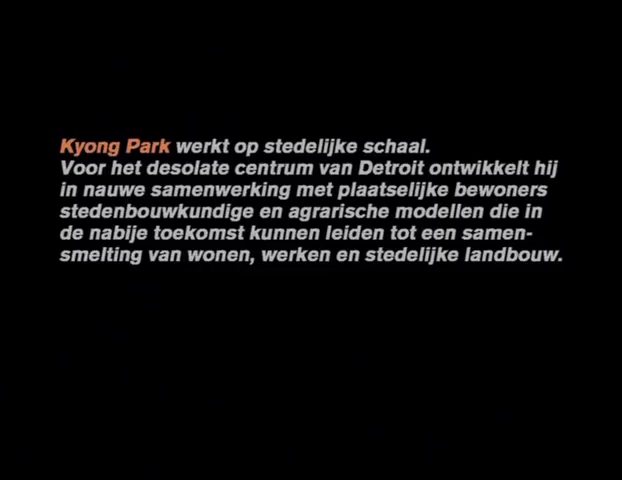 Kyong Park werkt op stedelijke schaal.
Voor het desolate centrum van Detroit ontwikkelt hij
in nauwe samenwerking met plaatselijke bewoners
stedenbouwkundige en agrarische modellen die in
de nabije toekomst kunnen leiden tot een samen-
smelting van wonen, werken en stedelijke landbouw.